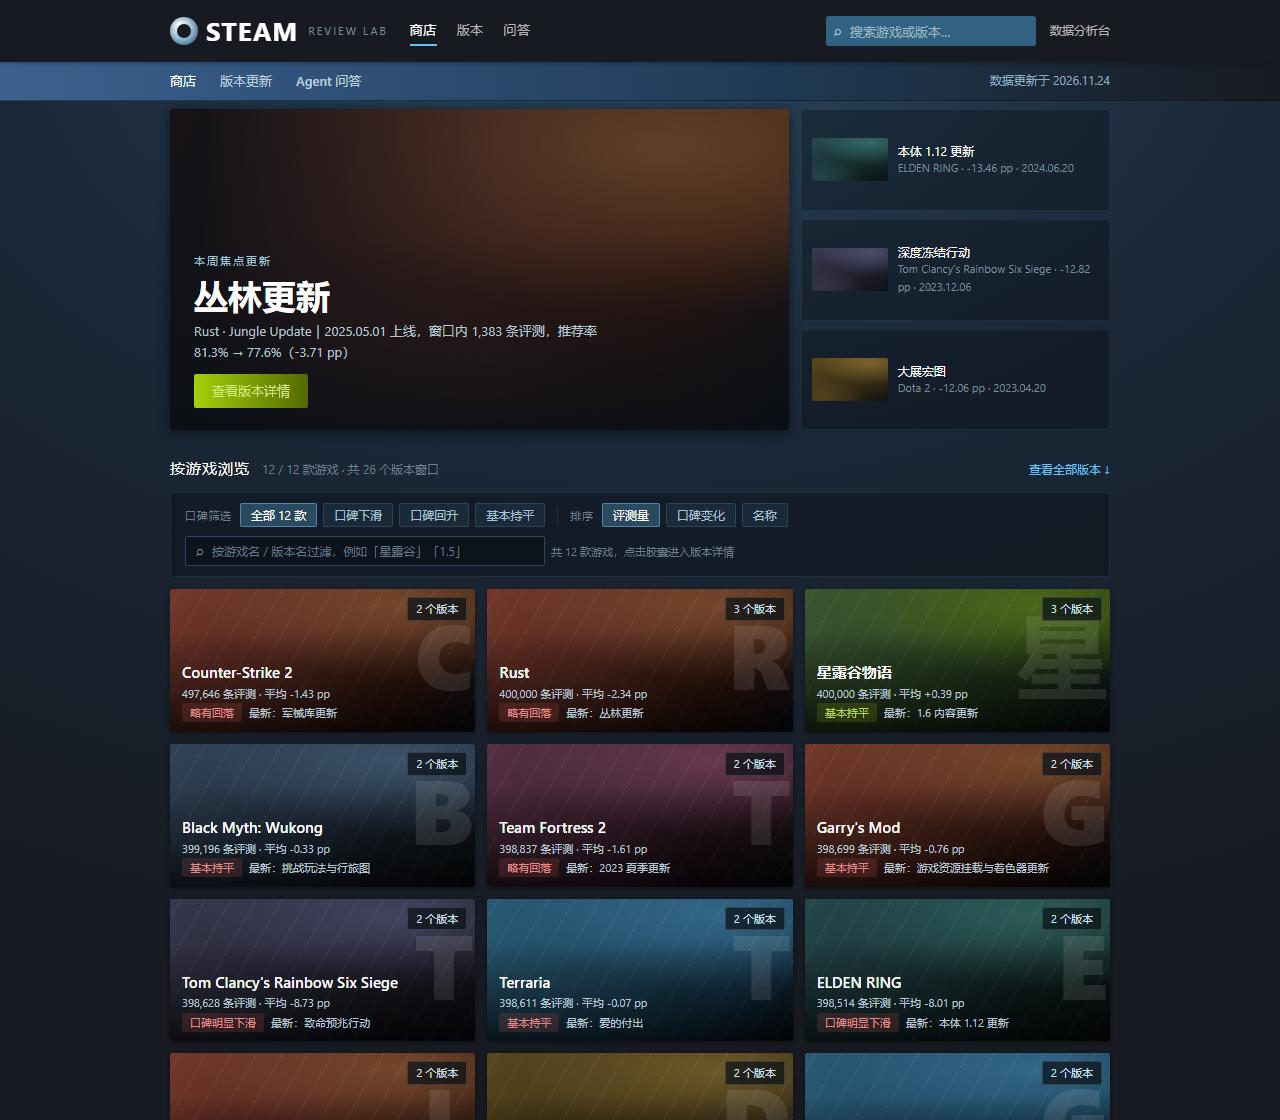 STEAM REVIEW LAB 商店 版本 问答 搜索游戏或版本... 数据分析台
商店 版本更新 Agent 问答 数据更新于 2026.11.24
本周焦点更新
丛林更新
Rust · Jungle Update | 2025.05.01 上线，窗口内 1,383 条评测，推荐率
81.3% → 77.6%（-3.71 pp）
查看版本详情
本体 1.12 更新
ELDEN RING · -13.46 pp · 2024.06.20
深度冻结行动
Tom Clancy's Rainbow Six Siege · -12.82
pp · 2023.12.06
大展宏图
Dota 2 · -12.06 pp · 2023.04.20
按游戏浏览 12 / 12 款游戏 · 共 26 个版本窗口 查看全部版本 ↓
口碑筛选 全部 12 款 口碑下滑 口碑回升 基本持平 排序 评测量 口碑变化 名称
按游戏名 / 版本名过滤，例如「星露谷」「1.5」 共 12 款游戏，点击胶囊进入版本详情
2 个版本
C
Counter-Strike 2
497,646 条评测 · 平均 -1.43 pp
略有回落 最新：军械库更新
3 个版本
R
Rust
400,000 条评测 · 平均 -2.34 pp
略有回落 最新：丛林更新
3 个版本
星
星露谷物语
400,000 条评测 · 平均 +0.39 pp
基本持平 最新：1.6 内容更新
2 个版本
B
Black Myth: Wukong
399,196 条评测 · 平均 -0.33 pp
基本持平 最新：挑战玩法与行旅图
2 个版本
T
Team Fortress 2
398,837 条评测 · 平均 -1.61 pp
略有回落 最新：2023 夏季更新
2 个版本
G
Garry's Mod
398,699 条评测 · 平均 -0.76 pp
基本持平 最新：游戏资源挂载与着色器更新
2 个版本
T
Tom Clancy's Rainbow Six Siege
398,628 条评测 · 平均 -8.73 pp
口碑明显下滑 最新：致命预兆行动
2 个版本
T
Terraria
398,611 条评测 · 平均 -0.07 pp
基本持平 最新：爱的付出
2 个版本
E
ELDEN RING
398,514 条评测 · 平均 -8.01 pp
口碑明显下滑 最新：本体 1.12 更新
2 个版本
2 个版本
D
2 个版本
G